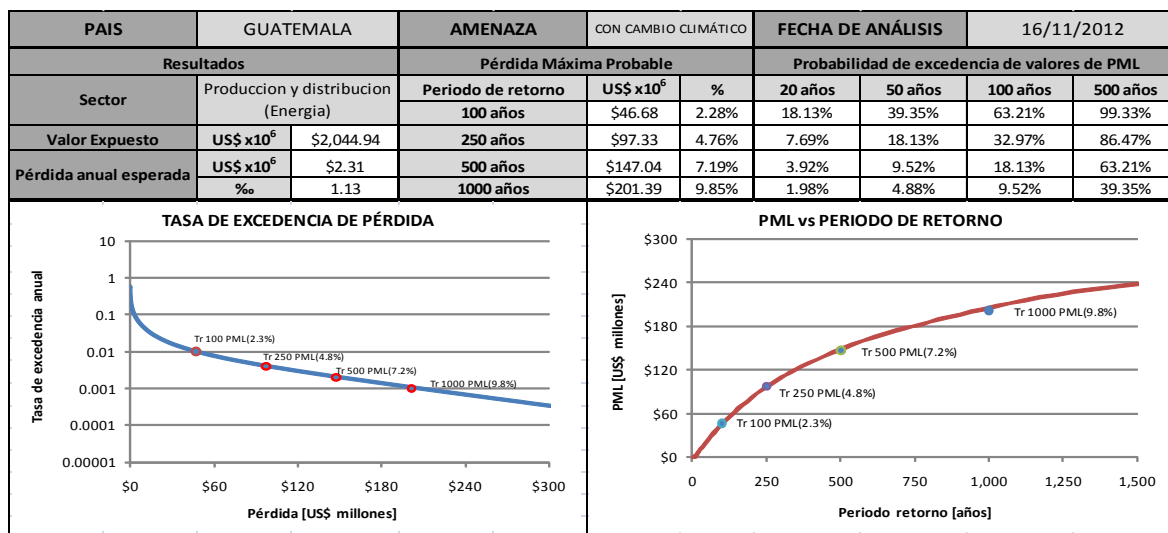 PAIS GUATEMALA AMENAZA CON CAMBIO CLIMÁTICO FECHA DE ANÁLISIS 16/11/2012
Resultados Pérdida Máxima Probable Probabilidad de excedencia de valores de PML
Sector Produccion y distribucion (Energia) Periodo de retorno US$ x10⁶ % 20 años 50 años 100 años 500 años
100 años $46.68 2.28% 18.13% 39.35% 63.21% 99.33%
Valor Expuesto US$ x10⁶ $2,044.94 250 años $97.33 4.76% 7.69% 18.13% 32.97% 86.47%
Pérdida anual esperada US$ x10⁶ $2.31 500 años $147.04 7.19% 3.92% 9.52% 18.13% 63.21%
‰ 1.13 1000 años $201.39 9.85% 1.98% 4.88% 9.52% 39.35%
TASA DE EXCEDENCIA DE PÉRDIDA
Tasa de excedencia anual
10
1
0.1
0.01
0.001
0.0001
0.00001
Tr 100 PML(2.3%)
Tr 250 PML(4.8%)
Tr 500 PML(7.2%)
Tr 1000 PML(9.8%)
$0 $60 $120 $180 $240 $300
Pérdida [US$ millones]
PML vs PERIODO DE RETORNO
PML [US$ millones]
$300
$240
$180
$120
$60
$0
Tr 1000 PML(9.8%)
Tr 500 PML(7.2%)
Tr 250 PML(4.8%)
Tr 100 PML(2.3%)
0 250 500 750 1,000 1,250 1,500
Periodo retorno [años]